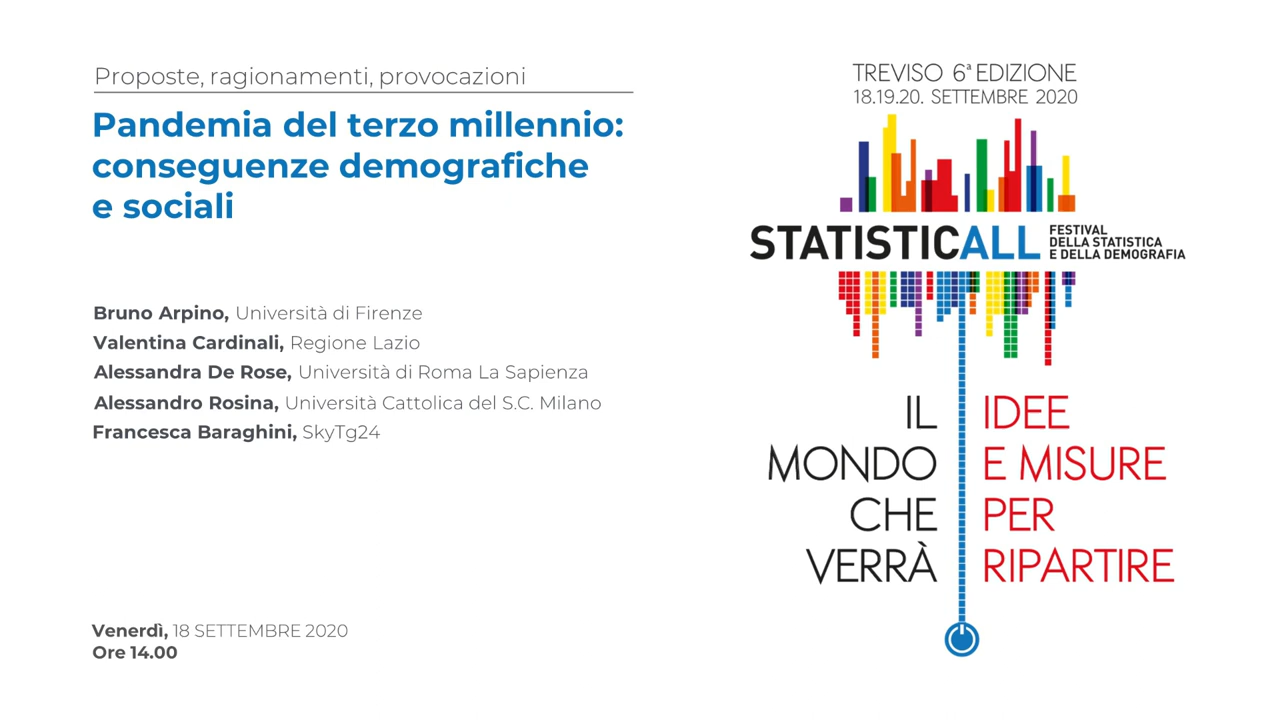 Proposte, ragionamenti, provocazioni
Pandemia del terzo millennio:
conseguenze demografiche
e sociali
Bruno Arpino, Università di Firenze
Valentina Cardinali, Regione Lazio
Alessandra De Rose, Università di Roma La Sapienza
Alessandro Rosina, Università Cattolica del S.C. Milano
Francesca Baraghini, SkyTg24
Venerdì, 18 SETTEMBRE 2020
Ore 14.00
TREVISO 6ª EDIZIONE
18.19.20. SETTEMBRE 2020
STATISTICALL
FESTIVAL
DELLA STATISTICA
E DELLA DEMOGRAFIA
IL
MONDO
CHE
VERRÀ
IDEE
E MISURE
PER
RIPARTIRE